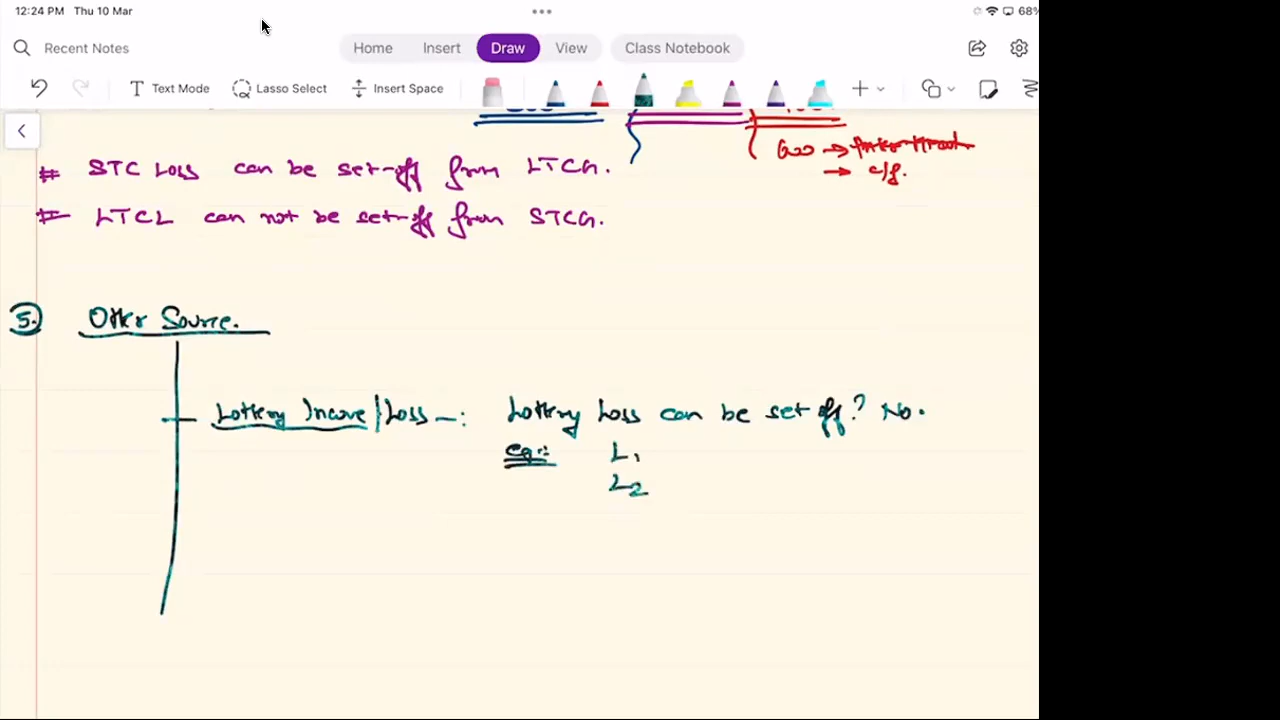 12:24 PM Thu 10 Mar
68%
Recent Notes
Home Insert Draw View Class Notebook
Text Mode Lasso Select Insert Space
600 →
→ c/f.
# STC Loss can be set-off from LTCG.
# LTCL can not be set-off from STCG.
5. Other Source.
Lottery Income/Loss -: Lottery Loss can be set off? No.
eg:- L1
L2